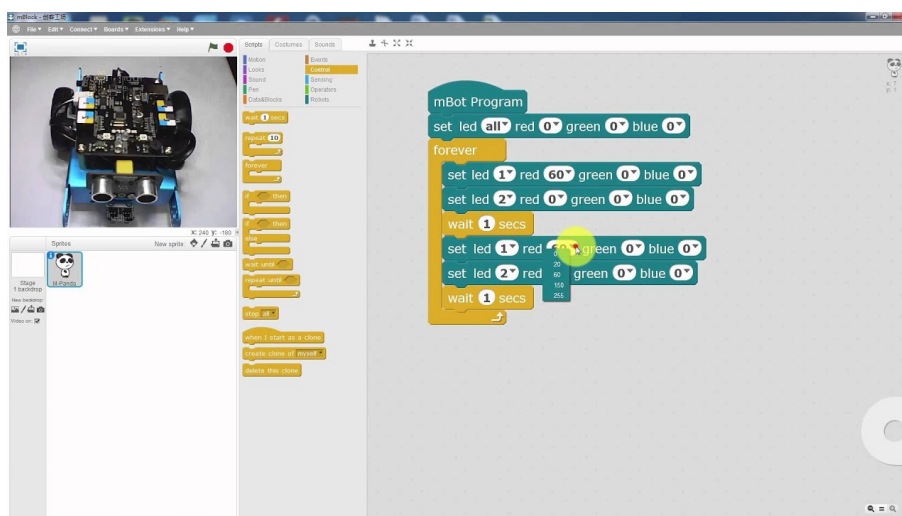 mBlock - 创客工场
File Edit Connect Boards Extensions Help
Scripts Costumes Sounds
Motion Events
Looks Control
Sound Sensing
Pen Operators
Data&Blocks Robots
wait 1 secs
repeat 10
forever
if then
if then
else
wait until
repeat until
stop all
when I start as a clone
create clone of myself
delete this clone
X: 240 Y: -180
Sprites New sprite:
Stage
1 backdrop
New backdrop
Video on
M-Panda
mBot Program
set led all red 0 green 0 blue 0
forever
set led 1 red 60 green 0 blue 0
set led 2 red 0 green 0 blue 0
wait 1 secs
set led 1 red green 0 blue 0
0
20
60
150
255
set led 2 red green 0 blue 0
wait 1 secs